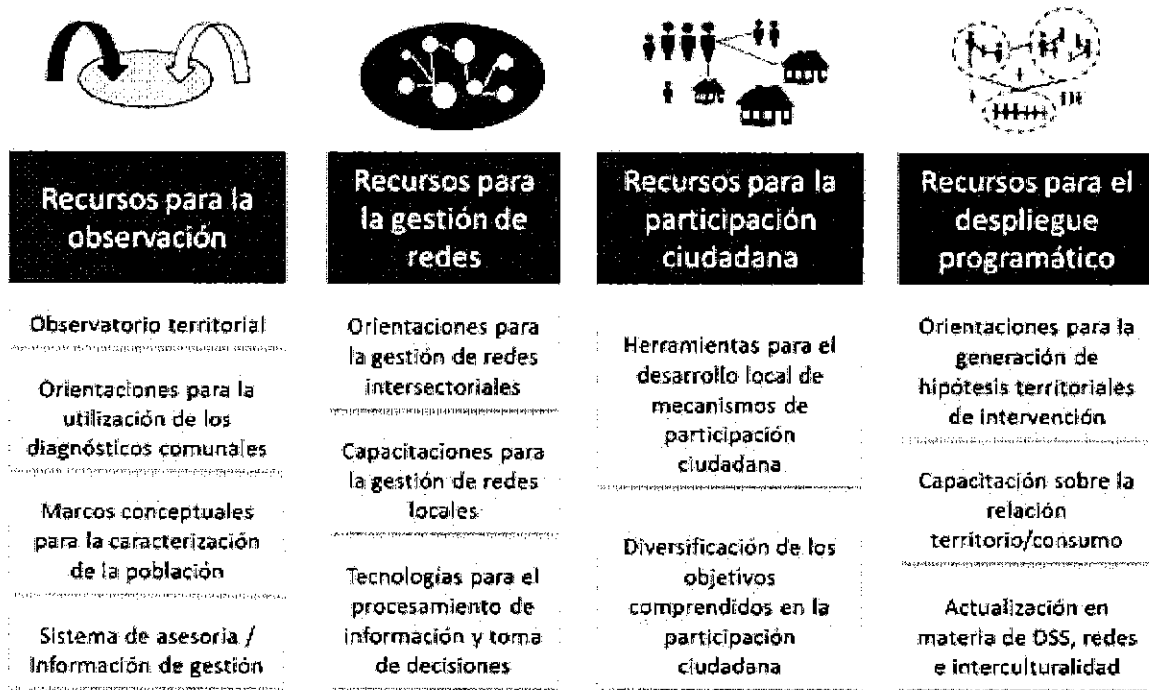 Recursos para la
observación
Observatorio territorial
Orientaciones para la
utilización de los
diagnósticos comunales
Marcos conceptuales
para la caracterización
de la población
Sistema de asesoría /
Información de gestión
Recursos para
la gestión de
redes
Orientaciones para
la gestión de redes
intersectoriales
Capacitaciones para
la gestión de redes
locales
Tecnologías para el
procesamiento de
información y toma
de decisiones
Recursos para la
participación
ciudadana
Herramientas para el
desarrollo local de
mecanismos de
participación
ciudadana
Diversificación de los
objetivos
comprendidos en la
participación
ciudadana
Recursos para el
despliegue
programático
Orientaciones para la
generación de
hipótesis territoriales
de intervención
Capacitación sobre la
relación
territorio/consumo
Actualización en
materia de DSS, redes
e interculturalidad